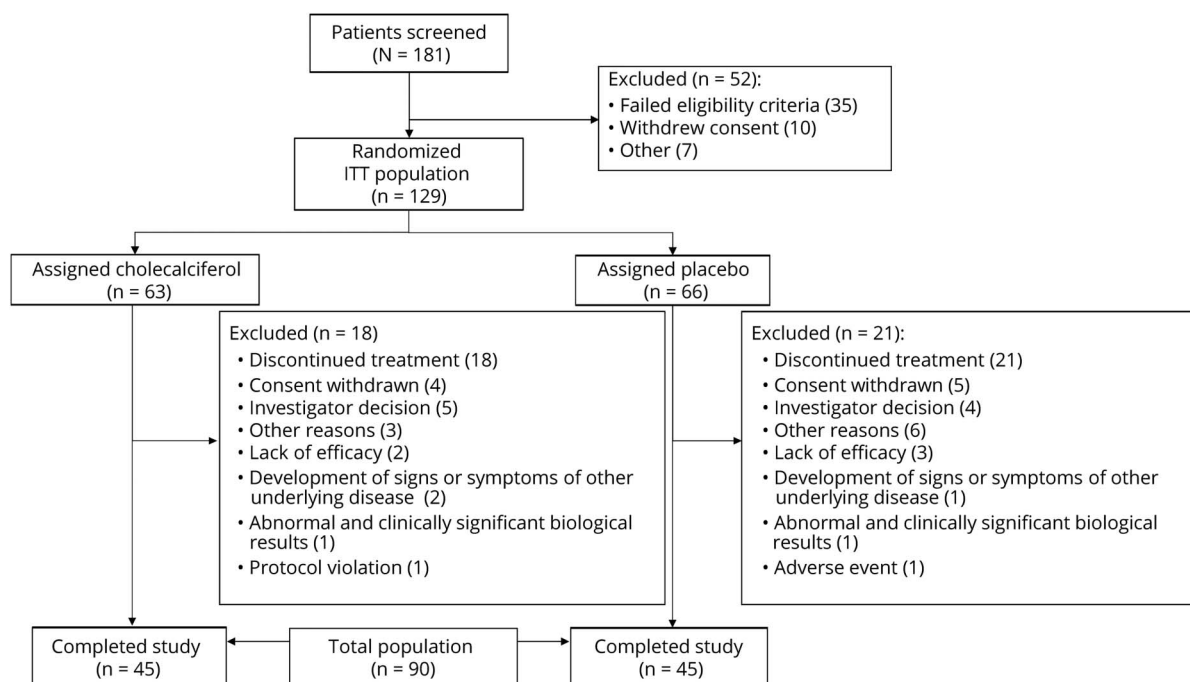 Patients screened
(N = 181)
Excluded (n = 52):
• Failed eligibility criteria (35)
• Withdrew consent (10)
• Other (7)
Randomized
ITT population
(n = 129)
Assigned cholecalciferol
(n = 63)
Assigned placebo
(n = 66)
Excluded (n = 18)
• Discontinued treatment (18)
• Consent withdrawn (4)
• Investigator decision (5)
• Other reasons (3)
• Lack of efficacy (2)
• Development of signs or symptoms of other
underlying disease (2)
• Abnormal and clinically significant biological
results (1)
• Protocol violation (1)
Excluded (n = 21):
• Discontinued treatment (21)
• Consent withdrawn (5)
• Investigator decision (4)
• Other reasons (6)
• Lack of efficacy (3)
• Development of signs or symptoms of other
underlying disease (1)
• Abnormal and clinically significant biological
results (1)
• Adverse event (1)
Completed study
(n = 45)
Total population
(n = 90)
Completed study
(n = 45)